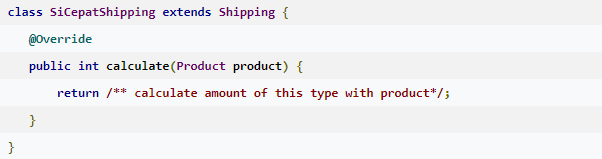 class SiCepatShipping extends Shipping {
@Override
public int calculate(Product product) {
return /** calculate amount of this type with product*/;
}
}